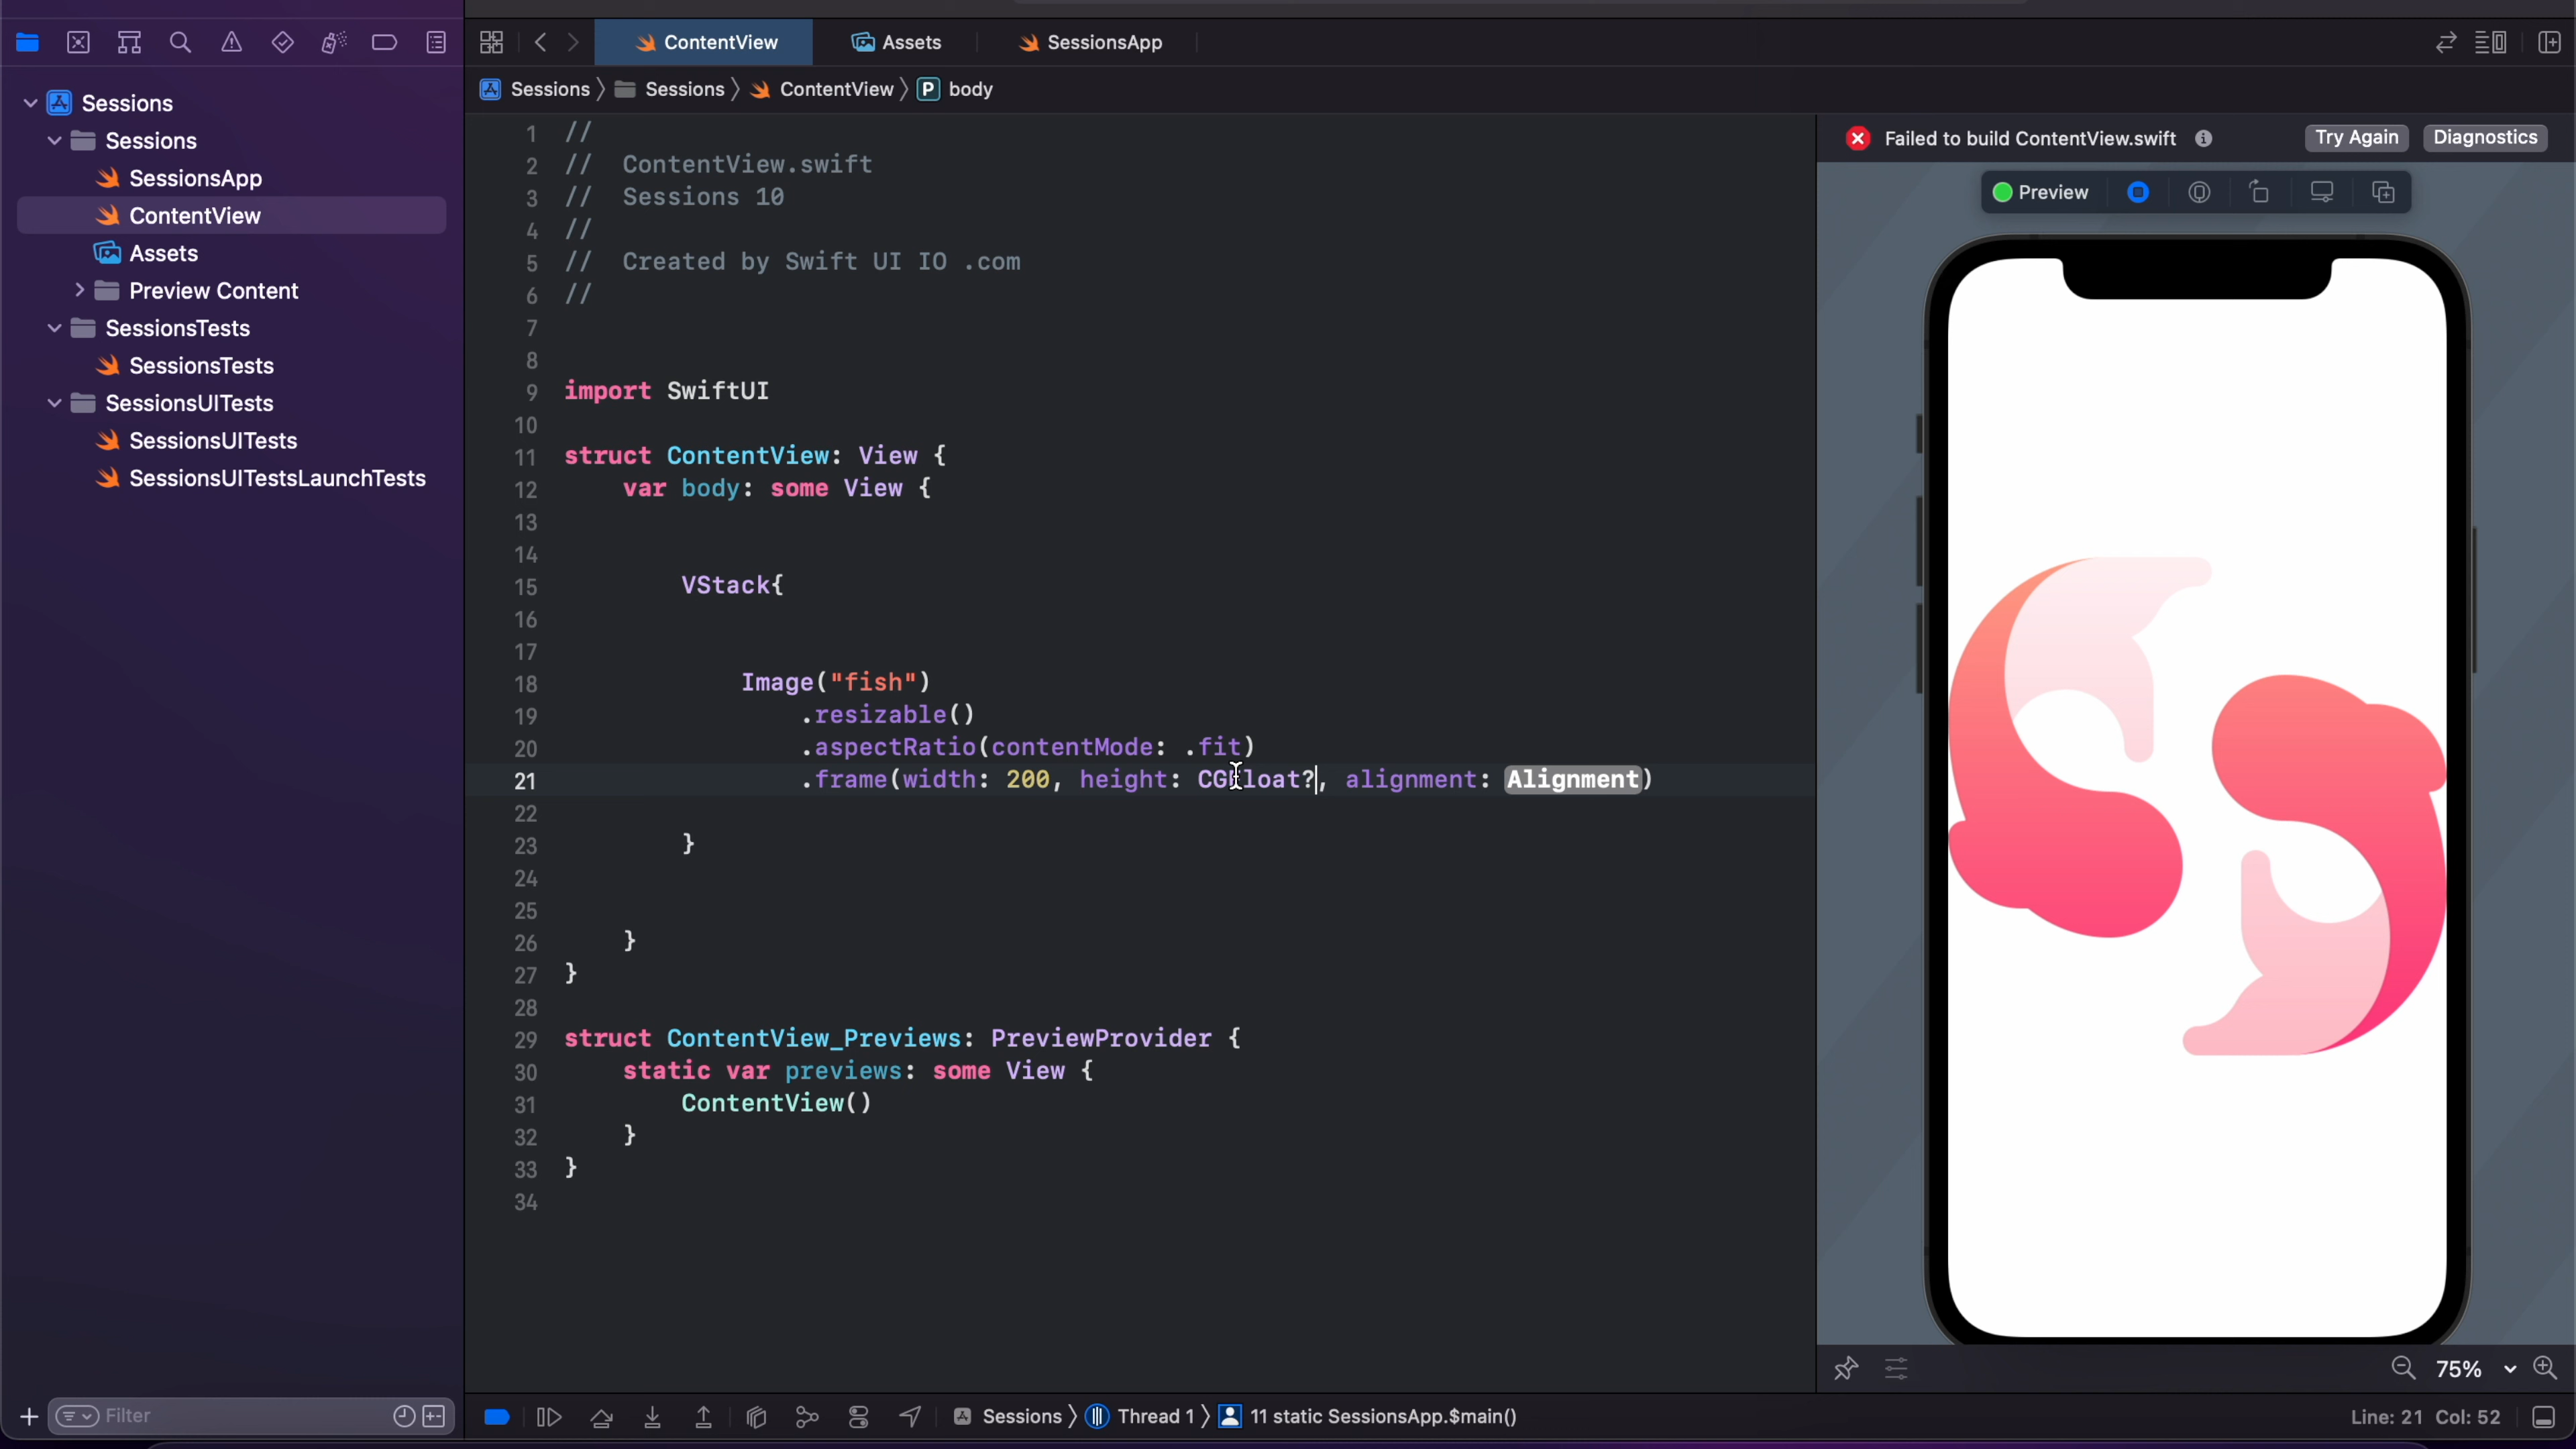 ContentView
Assets
SessionsApp
Sessions
Sessions
ContentView
P
body
Sessions
Sessions
SessionsApp
ContentView
Assets
Preview Content
SessionsTests
SessionsTests
SessionsUITests
SessionsUITests
SessionsUITestsLaunchTests
1 //
2 // ContentView.swift
3 // Sessions 10
4 //
5 // Created by Swift UI IO .com
6 //
7
8
9 import SwiftUI
10
11 struct ContentView: View {
12 var body: some View {
13
14
15 VStack{
16
17
18 Image("fish")
19 .resizable()
20 .aspectRatio(contentMode: .fit)
21 .frame(width: 200, height: CGFloat?, alignment: Alignment)
22
23 }
24
25
26 }
27 }
28
29 struct ContentView_Previews: PreviewProvider {
30 static var previews: some View {
31 ContentView()
32 }
33 }
34
Failed to build ContentView.swift
Try Again
Diagnostics
Preview
75%
Filter
Sessions
Thread 1
11 static SessionsApp.$main()
Line: 21 Col: 52